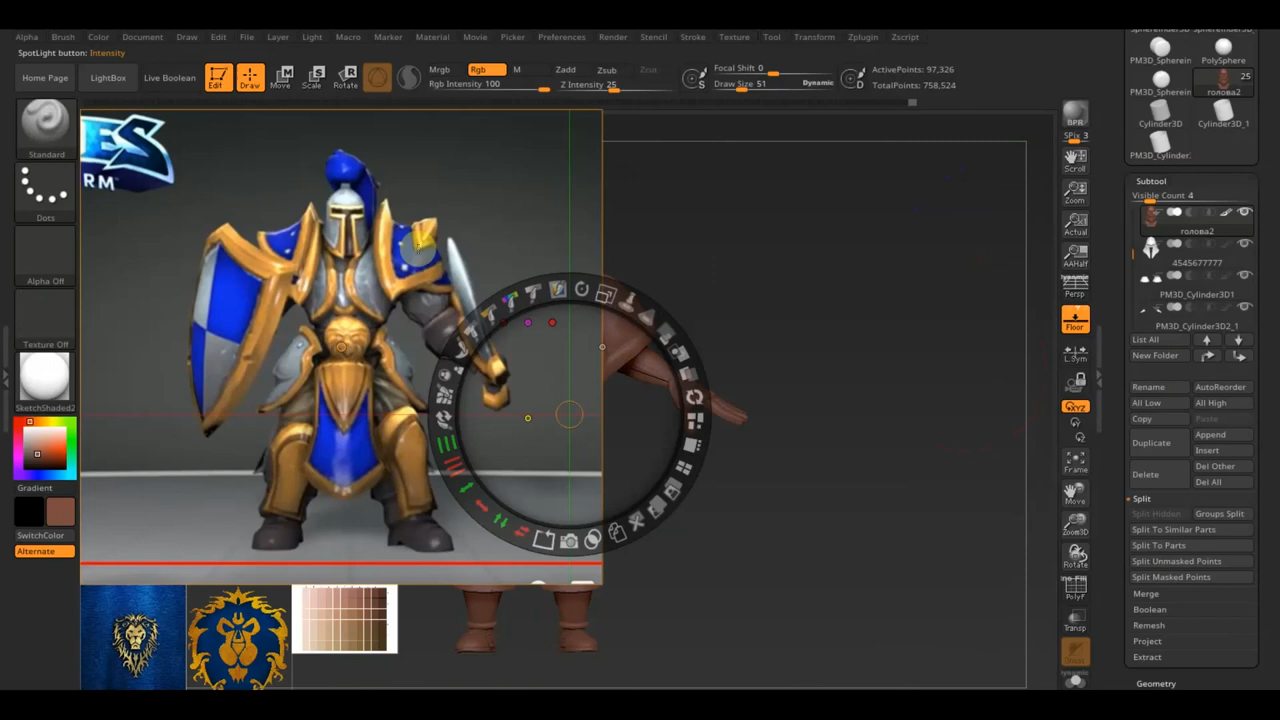 Alpha Brush Color Document Draw Edit File Layer Light Macro Marker Material Movie Picker Preferences Render Stencil Stroke Texture Tool Transform Zplugin Zscript
SpotLight button: Intensity
Home Page LightBox Live Boolean Edit Draw Move Scale Rotate
Mrgb Rgb M Zadd Zsub Zcut
Rgb Intensity 100 Z Intensity 25
S Focal Shift 0
Draw Size 51 Dynamic
D ActivePoints: 97,326
TotalPoints: 758,524
Standard
Dots
Alpha Off
Texture Off
SketchShaded2
Gradient
SwitchColor
Alternate
ES
RM
BPR
SPix 3
Scroll
Zoom
Actual
AAHalf
Dynamic
Persp
Floor
L.Sym
XYZ
Frame
Move
Zoom3D
Rotate
PolyF
Transp
Dynamic
PM3D_Spherein PolySphere
25
PM3D_Spherein голова2
Cylinder3D Cylinder3D_1
PM3D_Cylinder:
Subtool
Visible Count 4
голова2
4545677777
PM3D_Cylinder3D1
PM3D_Cylinder3D2_1
List All
New Folder
Rename AutoReorder
All Low All High
Copy Paste
Duplicate Append
Insert
Delete Del Other
Del All
Split
Split Hidden Groups Split
Split To Similar Parts
Split To Parts
Split Unmasked Points
Split Masked Points
Merge
Boolean
Remesh
Project
Extract
Geometry